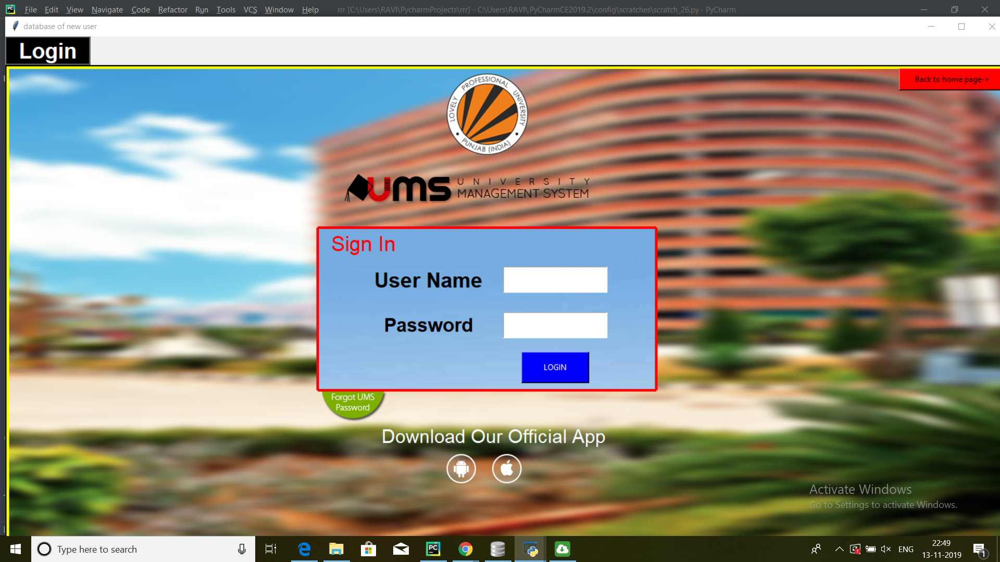 File Edit View Navigate Code Refactor Run Tools VCS Window Help rrr [C:\Users\RAVI\PycharmProjects\rrr] - C:\Users\RAVI\.PyCharmCE2019.2\config\scratches\scratch_26.py - PyCharm
database of new user
Login
Back to home page->
LOVELY PROFESSIONAL UNIVERSITY
PUNJAB (INDIA)
UMS UNIVERSITY
MANAGEMENT SYSTEM
Sign In
User Name
Password
LOGIN
Forgot UMS
Password
Download Our Official App
Activate Windows
Go to Settings to activate Windows.
Type here to search
PC
ENG
22:49
13-11-2019
1